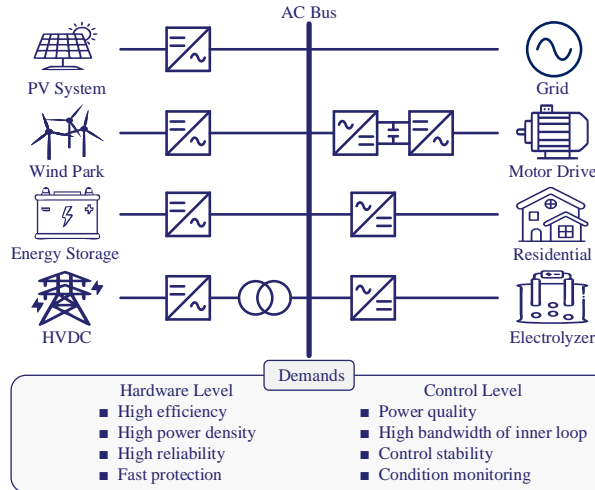 AC Bus
PV System
Grid
Wind Park
Motor Drive
Energy Storage
Residential
HVDC
Electrolyzer
Demands
Hardware Level
■ High efficiency
■ High power density
■ High reliability
■ Fast protection
Control Level
■ Power quality
■ High bandwidth of inner loop
■ Control stability
■ Condition monitoring